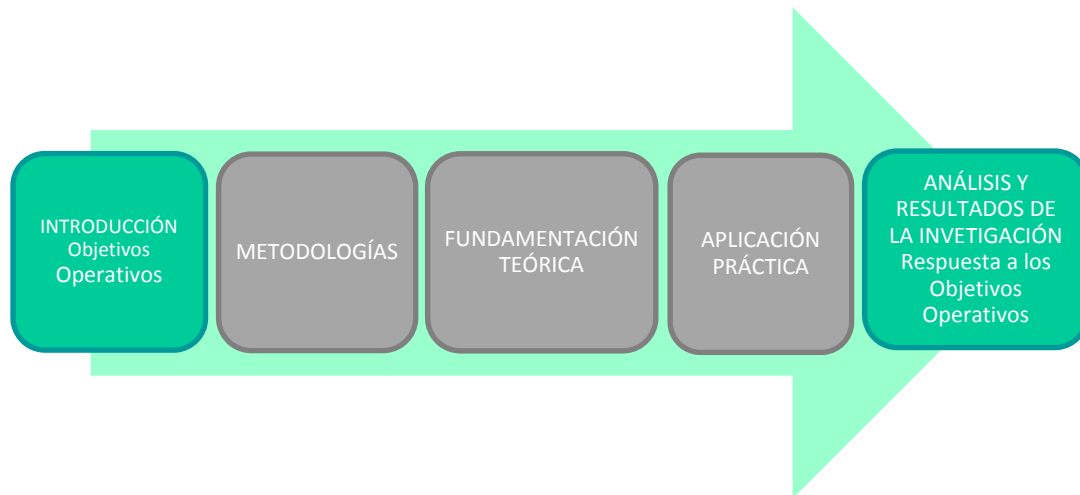 INTRODUCCIÓN
Objetivos
Operativos
METODOLOGÍAS
FUNDAMENTACIÓN
TEÓRICA
APLICACIÓN
PRÁCTICA
ANÁLISIS Y
RESULTADOS DE
LA INVETIGACIÓN
Respuesta a los
Objetivos
Operativos